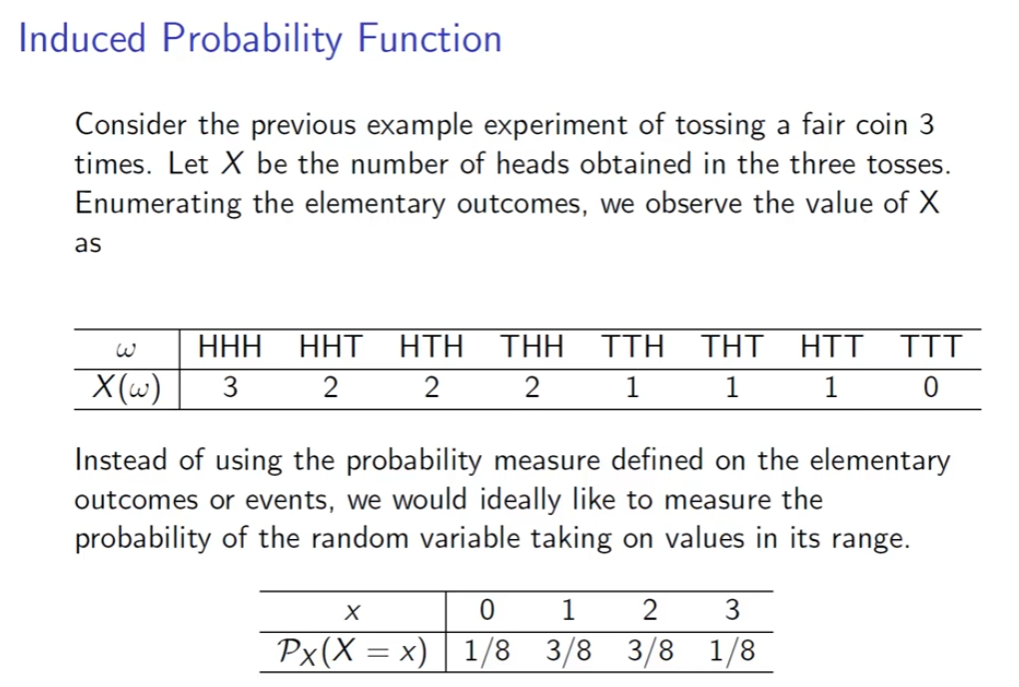 Induced Probability Function
Consider the previous example experiment of tossing a fair coin 3
times. Let X be the number of heads obtained in the three tosses.
Enumerating the elementary outcomes, we observe the value of X
as
ω HHH HHT HTH THH TTH THT HTT TTT
X(ω) 3 2 2 2 1 1 1 0
Instead of using the probability measure defined on the elementary
outcomes or events, we would ideally like to measure the
probability of the random variable taking on values in its range.
x 0 1 2 3
𝒫X(X = x) 1/8 3/8 3/8 1/8